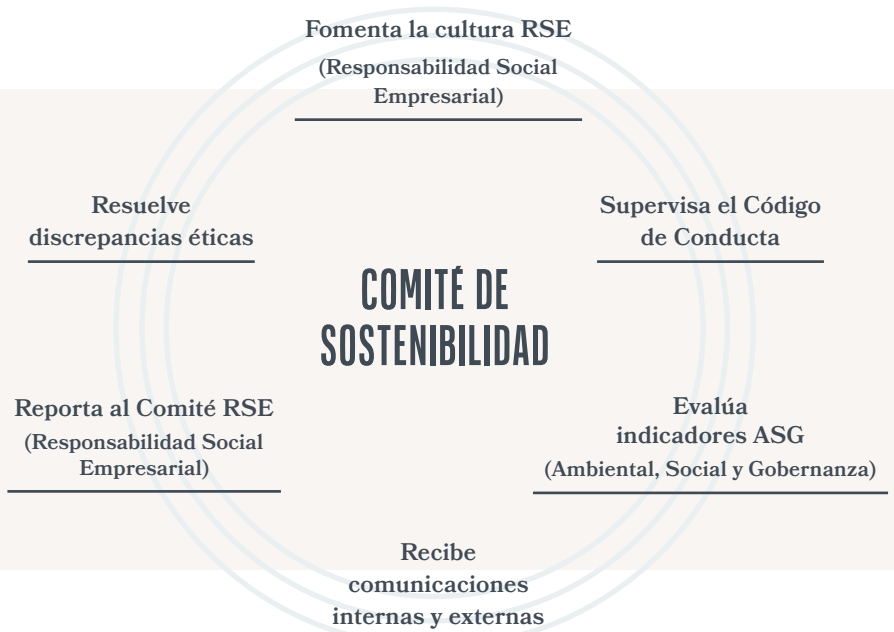 Fomenta la cultura RSE
(Responsabilidad Social
Empresarial)
Resuelve
discrepancias éticas
Supervisa el Código
de Conducta
COMITÉ DE
SOSTENIBILIDAD
Reporta al Comité RSE
(Responsabilidad Social
Empresarial)
Evalúa
indicadores ASG
(Ambiental, Social y Gobernanza)
Recibe
comunicaciones
internas y externas